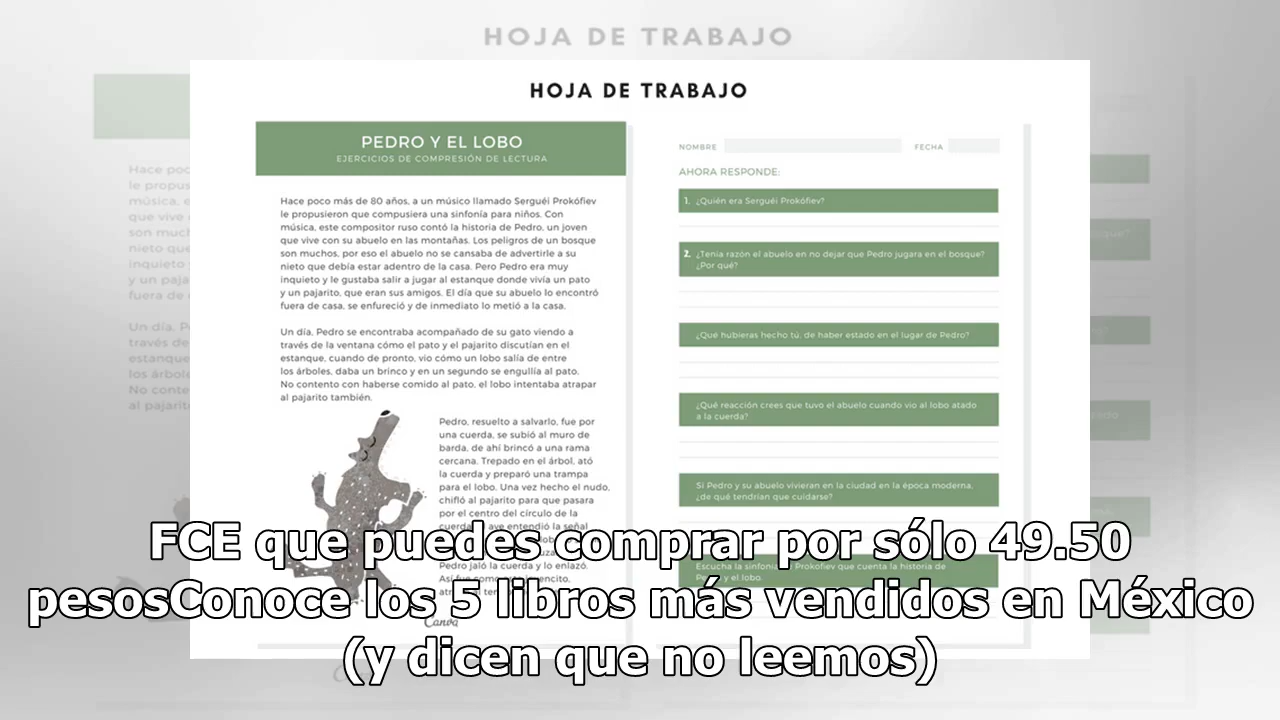 HOJA DE TRABAJO
HOJA DE TRABAJO
PEDRO Y EL LOBO
EJERCICIOS DE COMPRESIÓN DE LECTURA
Hace poco más de 80 años, a un músico llamado Serguéi Prokófiev
le propusieron que compusiera una sinfonía para niños. Con
música, este compositor ruso contó la historia de Pedro, un joven
que vive con su abuelo en las montañas. Los peligros de un bosque
son muchos, por eso el abuelo no se cansaba de advertirle a su
nieto que debía estar adentro de la casa. Pero Pedro era muy
inquieto y le gustaba salir a jugar al estanque donde vivía un pato
y un pajarito, que eran sus amigos. El día que su abuelo lo encontró
fuera de casa, se enfureció y de inmediato lo metió a la casa.
Un día, Pedro se encontraba acompañado de su gato viendo a
través de la ventana cómo el pato y el pajarito discutían en el
estanque, cuando de pronto, vio cómo un lobo salía de entre
los árboles, daba un brinco y en un segundo se engullía al pato.
No contento con haberse comido al pato, el lobo intentaba atrapar
al pajarito también.
Pedro, resuelto a salvarlo, fue por
una cuerda, se subió al muro de
barda, de ahí brincó a una rama
cercana. Trepado en el árbol, ató
la cuerda y preparó una trampa
para el lobo. Una vez hecho el nudo,
chifló al pajarito para que pasara
por el centro del círculo de la
ave entendió la señal
Pedro jaló la cuerda y lo enlazó.
Canva
NOMBRE
FECHA
AHORA RESPONDE:
1. ¿Quién era Serguéi Prokófiev?
2. ¿Tenía razón el abuelo en no dejar que Pedro jugara en el bosque?
¿Por qué?
¿Qué hubieras hecho tú, de haber estado en el lugar de Pedro?
¿Qué reacción crees que tuvo el abuelo cuando vio al lobo atado
a la cuerda?
Si Pedro y su abuelo vivieran en la ciudad en la época moderna,
¿de qué tendrían que cuidarse?
Escucha la sinfonía de Prokófiev que cuenta la historia de
y el lobo.
FCE que puedes comprar por sólo 49.50
pesosConoce los 5 libros más vendidos en México
(y dicen que no leemos)